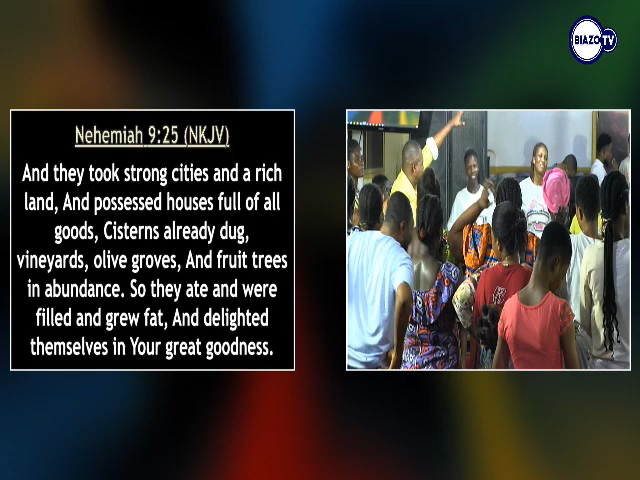 BIAZO TV
Nehemiah 9:25 (NKJV)
And they took strong cities and a rich
land, And possessed houses full of all
goods, Cisterns already dug,
vineyards, olive groves, And fruit trees
in abundance. So they ate and were
filled and grew fat, And delighted
themselves in Your great goodness.